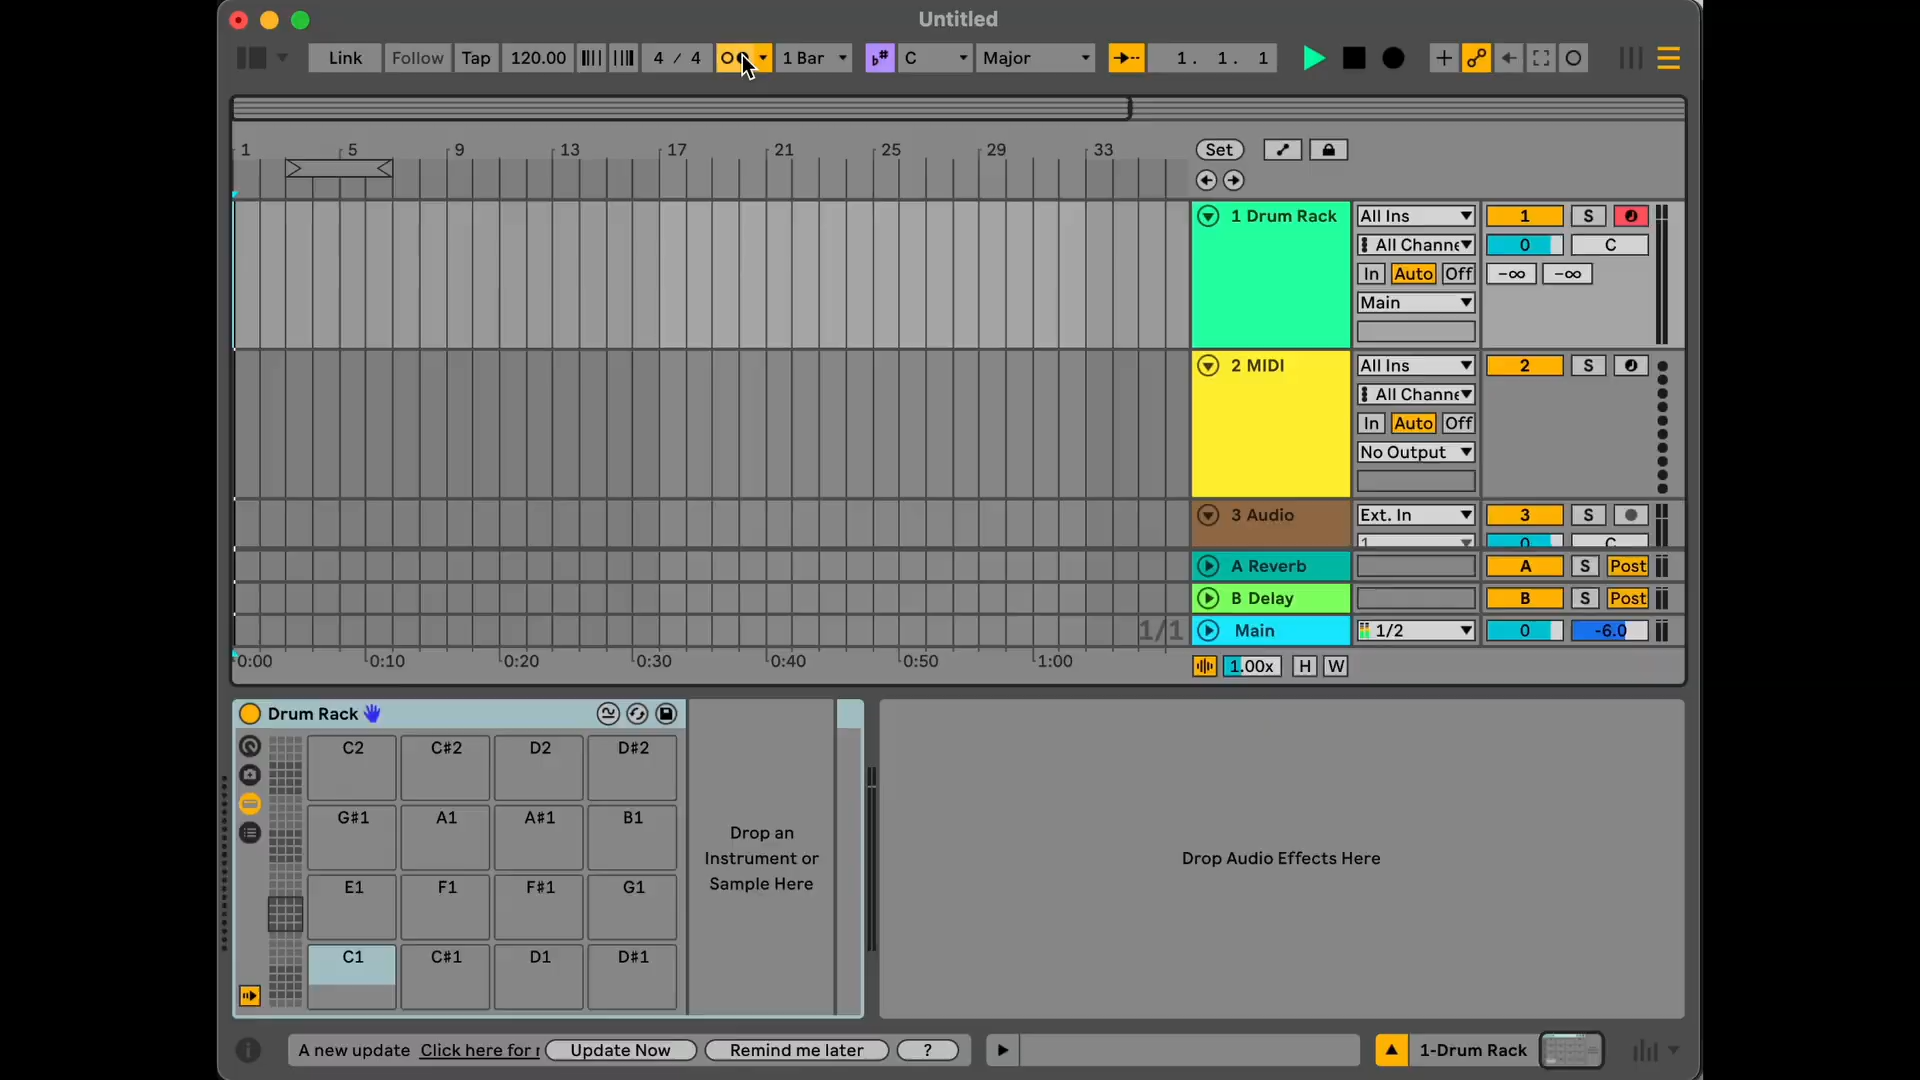 Untitled
Link Follow Tap 120.00 4 / 4 1 Bar C Major 1. 1. 1
1 5 9 13 17 21 25 29 33 Set
1 Drum Rack All Ins 1 S
All Channe 0 C
In Auto Off -∞ -∞
Main
2 MIDI All Ins 2 S
All Channe
In Auto Off
No Output
3 Audio Ext. In 3 S
1 0 C
A Reverb A S Post
B Delay B S Post
1/1 Main 1/2 0 -6.0
0:00 0:10 0:20 0:30 0:40 0:50 1:00 1.00x H W
Drum Rack
C2 C#2 D2 D#2
G#1 A1 A#1 B1
E1 F1 F#1 G1
C1 C#1 D1 D#1
Drop an
Instrument or
Sample Here
Drop Audio Effects Here
A new update Click here for r Update Now Remind me later ? 1-Drum Rack